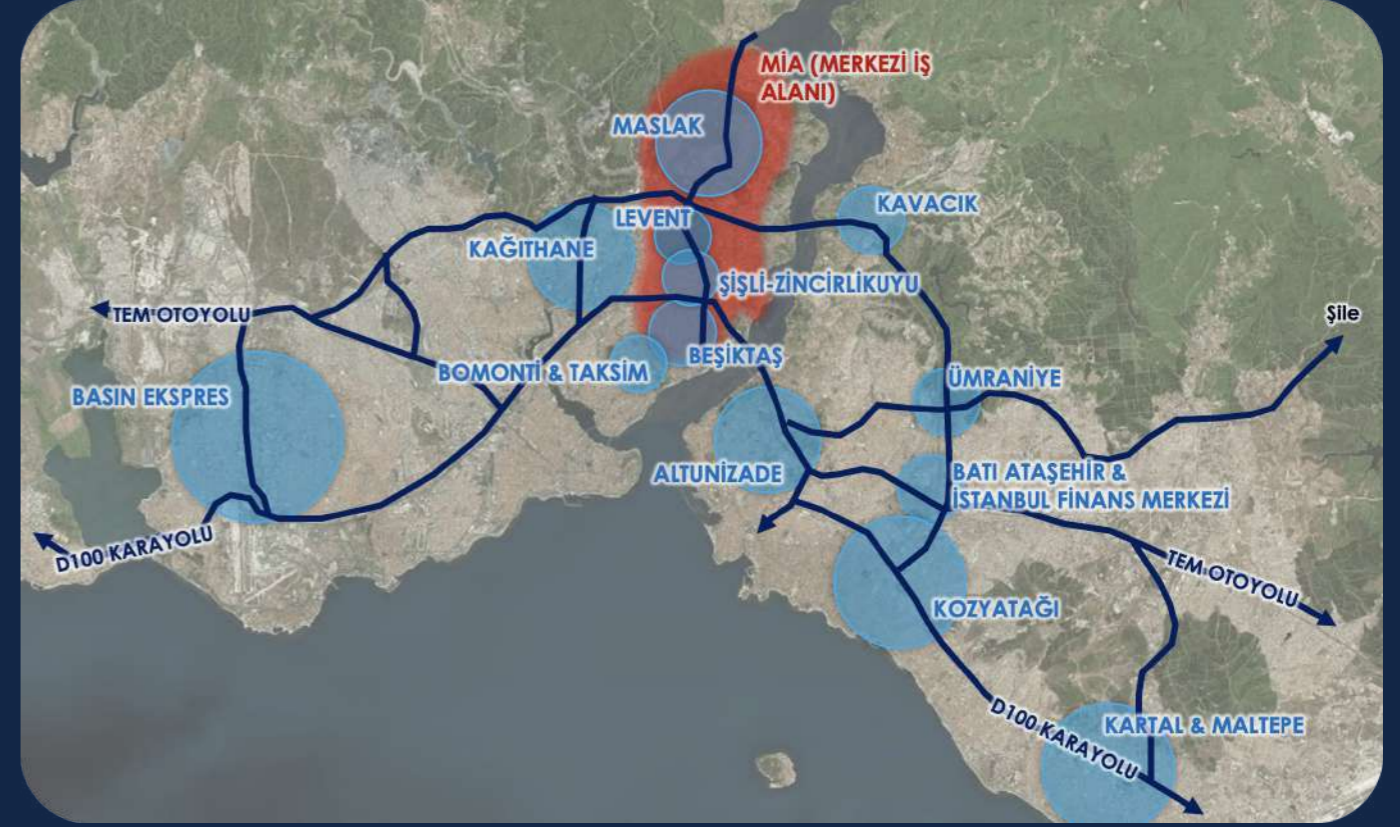 MİA (MERKEZİ İŞ
ALANI)
MASLAK
KAVACIK
LEVENT
KAĞITHANE
ŞİŞLİ-ZİNCİRLİKUYU
TEM OTOYOLU
Şile
BEŞİKTAŞ
BOMONTİ & TAKSİM
ÜMRANİYE
BASIN EKSPRES
ALTUNİZADE
BATI ATAŞEHİR &
İSTANBUL FİNANS MERKEZİ
D100 KARAYOLU
TEM OTOYOLU
KOZYATAĞI
D100 KARAYOLU
KARTAL & MALTEPE